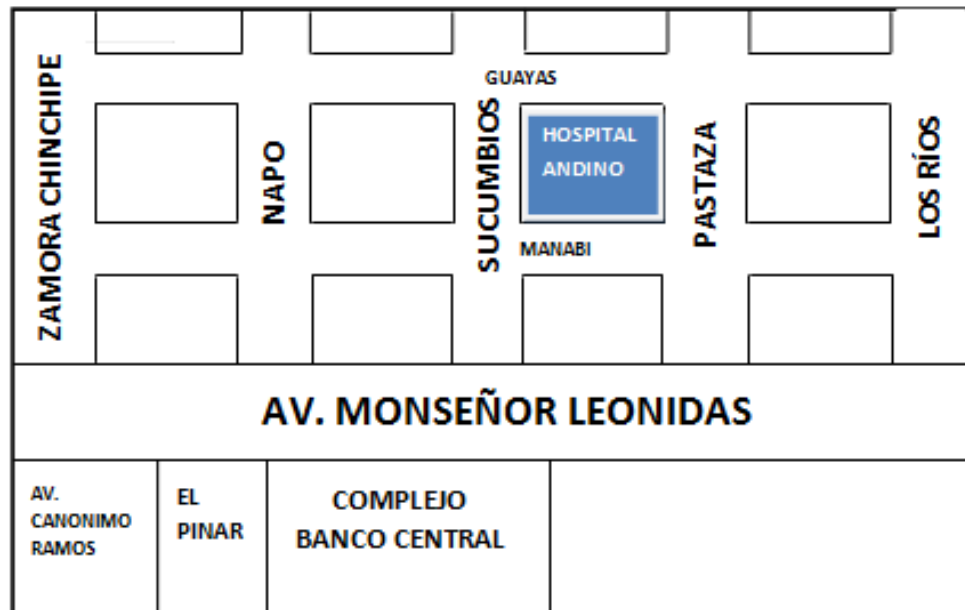 ZAMORA CHINCHIPE
NAPO
SUCUMBIOS
GUAYAS
HOSPITAL
ANDINO
MANABI
PASTAZA
LOS RÍOS
AV. MONSEÑOR LEONIDAS
AV.
CANONIMO
RAMOS
EL
PINAR
COMPLEJO
BANCO CENTRAL